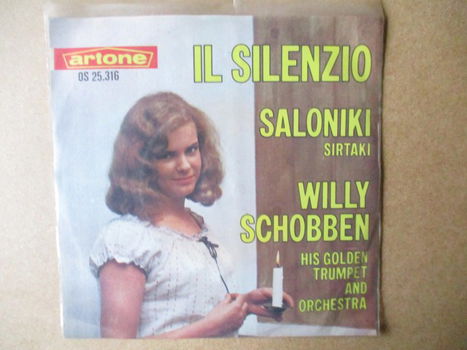 artone
OS 25.316
IL SILENZIO
SALONIKI
SIRTAKI
WILLY
SCHOBBEN
HIS GOLDEN
TRUMPET
AND
ORCHESTRA